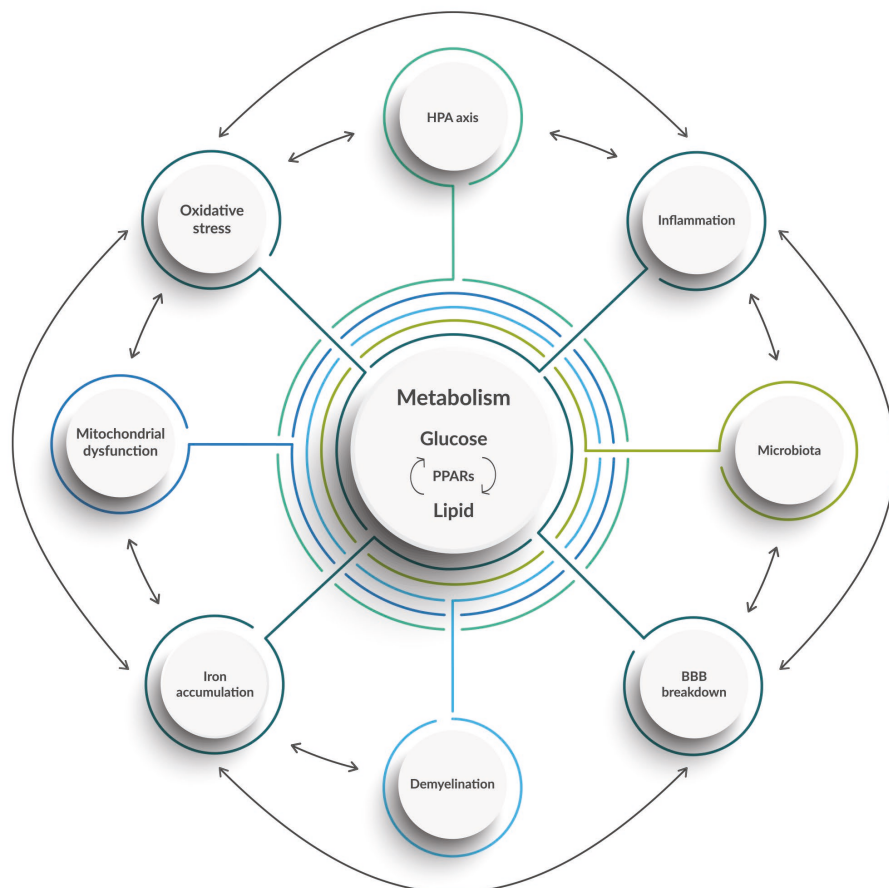 HPA axis
Oxidative
stress
Inflammation
Metabolism
Glucose
PPARs
Lipid
Mitochondrial
dysfunction
Microbiota
Iron
accumulation
BBB
breakdown
Demyelination